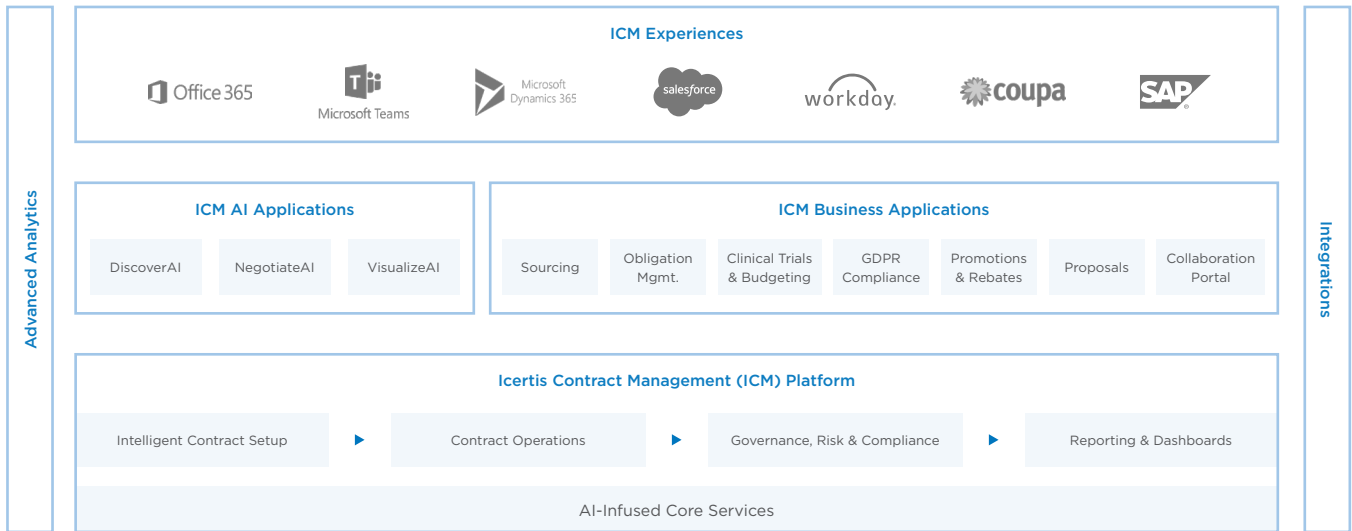 Advanced Analytics
ICM Experiences
Office 365
Microsoft Teams
Microsoft
Dynamics 365
salesforce
workday.
coupa
SAP
®
ICM AI Applications
DiscoverAI
NegotiateAI
VisualizeAI
ICM Business Applications
Sourcing
Obligation
Mgmt.
Clinical Trials
& Budgeting
GDPR
Compliance
Promotions
& Rebates
Proposals
Collaboration
Portal
Icertis Contract Management (ICM) Platform
Intelligent Contract Setup
Contract Operations
Governance, Risk & Compliance
Reporting & Dashboards
AI-Infused Core Services
Integrations